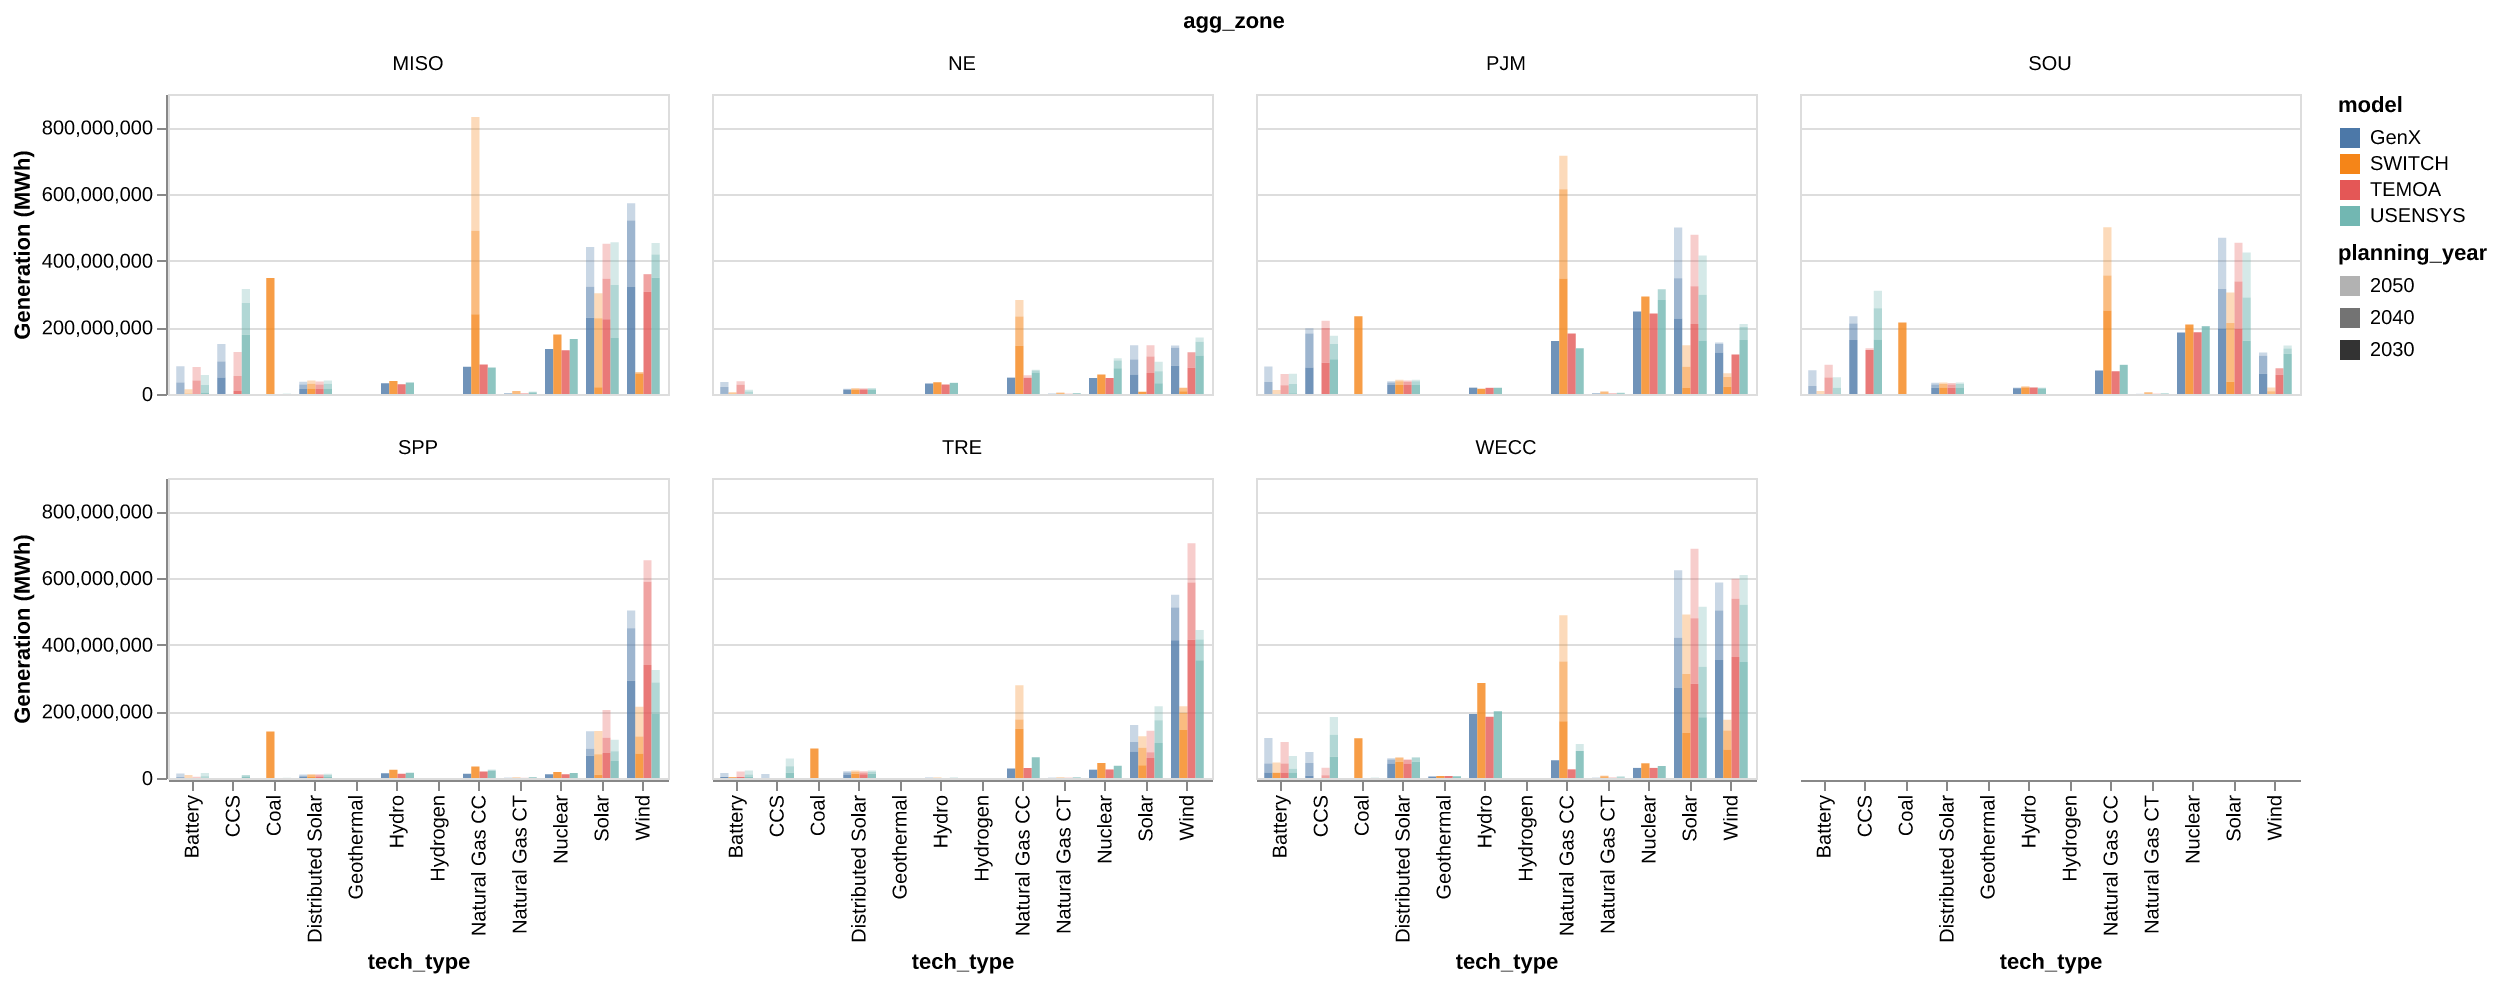 agg_zone
MISO
NE
PJM
SOU
Generation (MWh)
800,000,000
600,000,000
400,000,000
200,000,000
0
model
GenX
SWITCH
TEMOA
USENSYS
planning_year
2050
2040
2030
SPP
TRE
WECC
Generation (MWh)
800,000,000
600,000,000
400,000,000
200,000,000
0
Battery
CCS
Coal
Distributed Solar
Geothermal
Hydro
Hydrogen
Natural Gas CC
Natural Gas CT
Nuclear
Solar
Wind
Battery
CCS
Coal
Distributed Solar
Geothermal
Hydro
Hydrogen
Natural Gas CC
Natural Gas CT
Nuclear
Solar
Wind
Battery
CCS
Coal
Distributed Solar
Geothermal
Hydro
Hydrogen
Natural Gas CC
Natural Gas CT
Nuclear
Solar
Wind
Battery
CCS
Coal
Distributed Solar
Geothermal
Hydro
Hydrogen
Natural Gas CC
Natural Gas CT
Nuclear
Solar
Wind
tech_type
tech_type
tech_type
tech_type